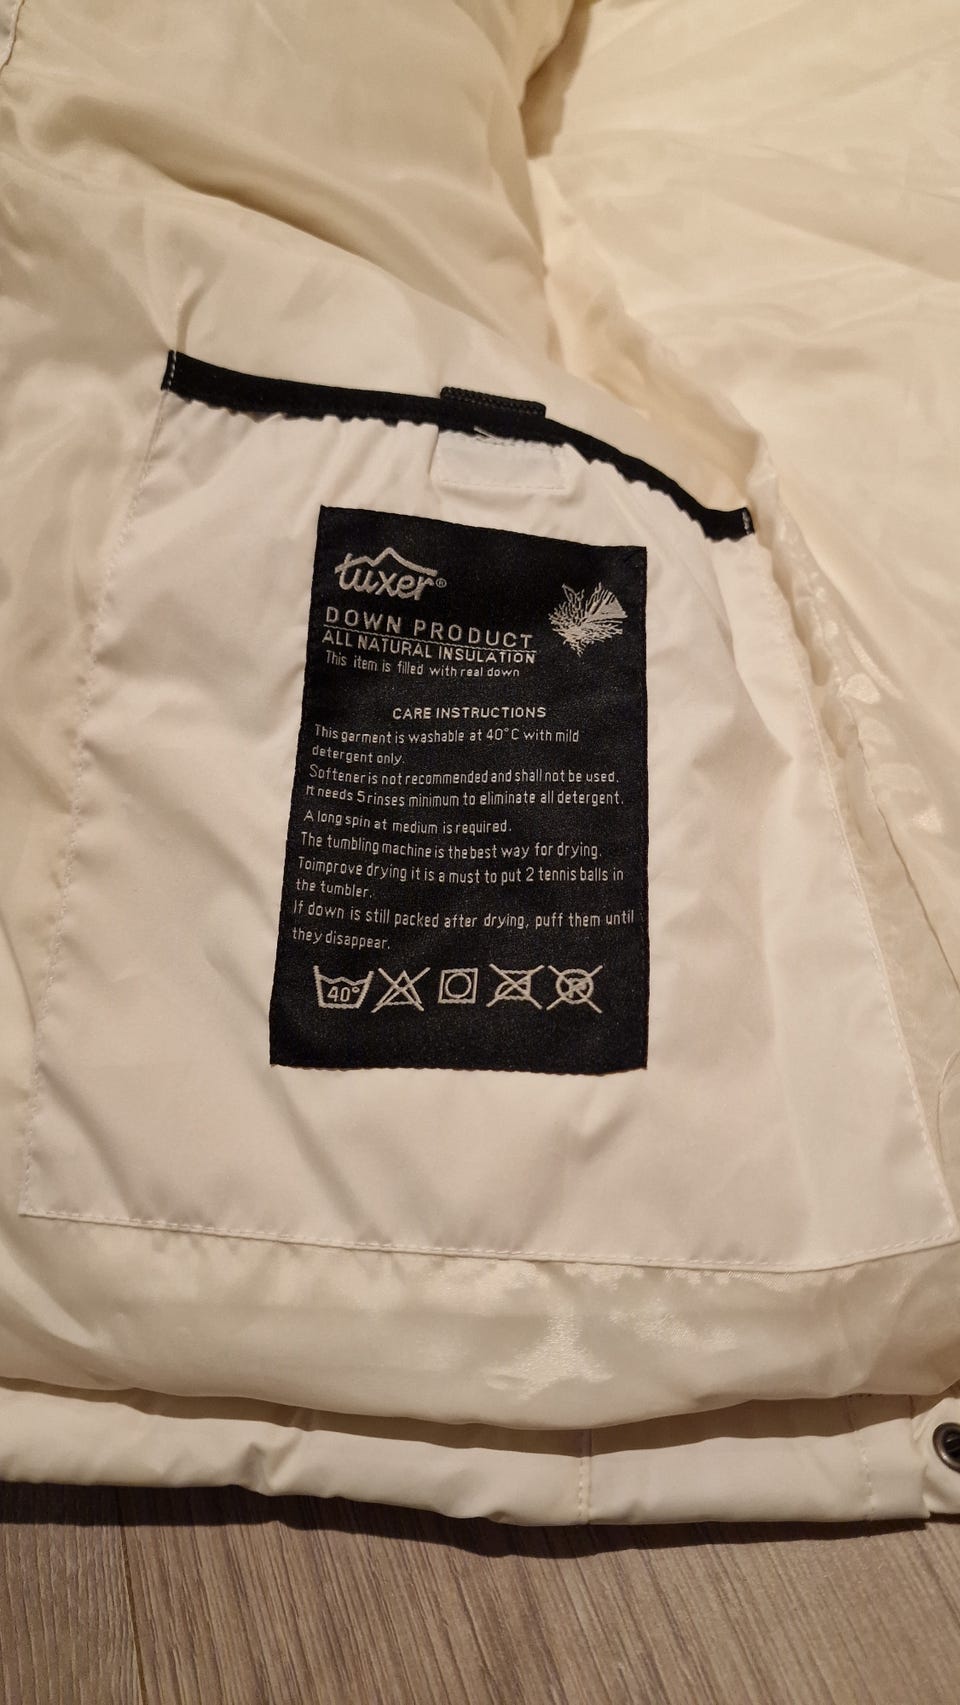 tuxer®
DOWN PRODUCT
ALL NATURAL INSULATION
This item is filled with real down
CARE INSTRUCTIONS
This garment is washable at 40°C with mild
detergent only.
Softener is not recommended and shall not be used.
It needs 5 rinses minimum to eliminate all detergent.
A long spin at medium is required.
The tumbling machine is the best way for drying.
Toimprove drying it is a must to put 2 tennis balls in
the tumbler.
If down is still packed after drying, puff them until
they disappear.
40°